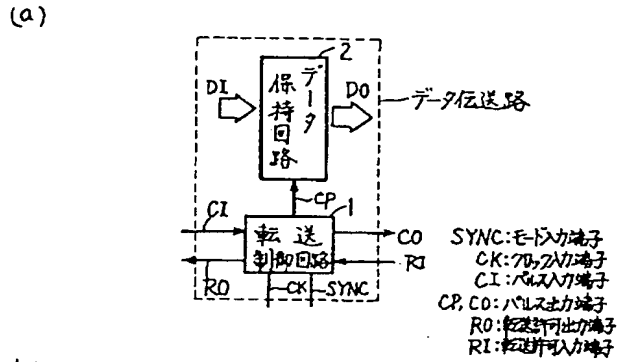 (a)
2
DI
データ
保持回路
DO
データ伝送路
CP
1
CI
転送
制御回路
CO
RI
RO
CK
SYNC
SYNC:モード入力端子
CK:クロック入力端子
CI:パルス入力端子
CP,CO:パルス出力端子
RO:転送許可出力端子
RI:転送許可入力端子